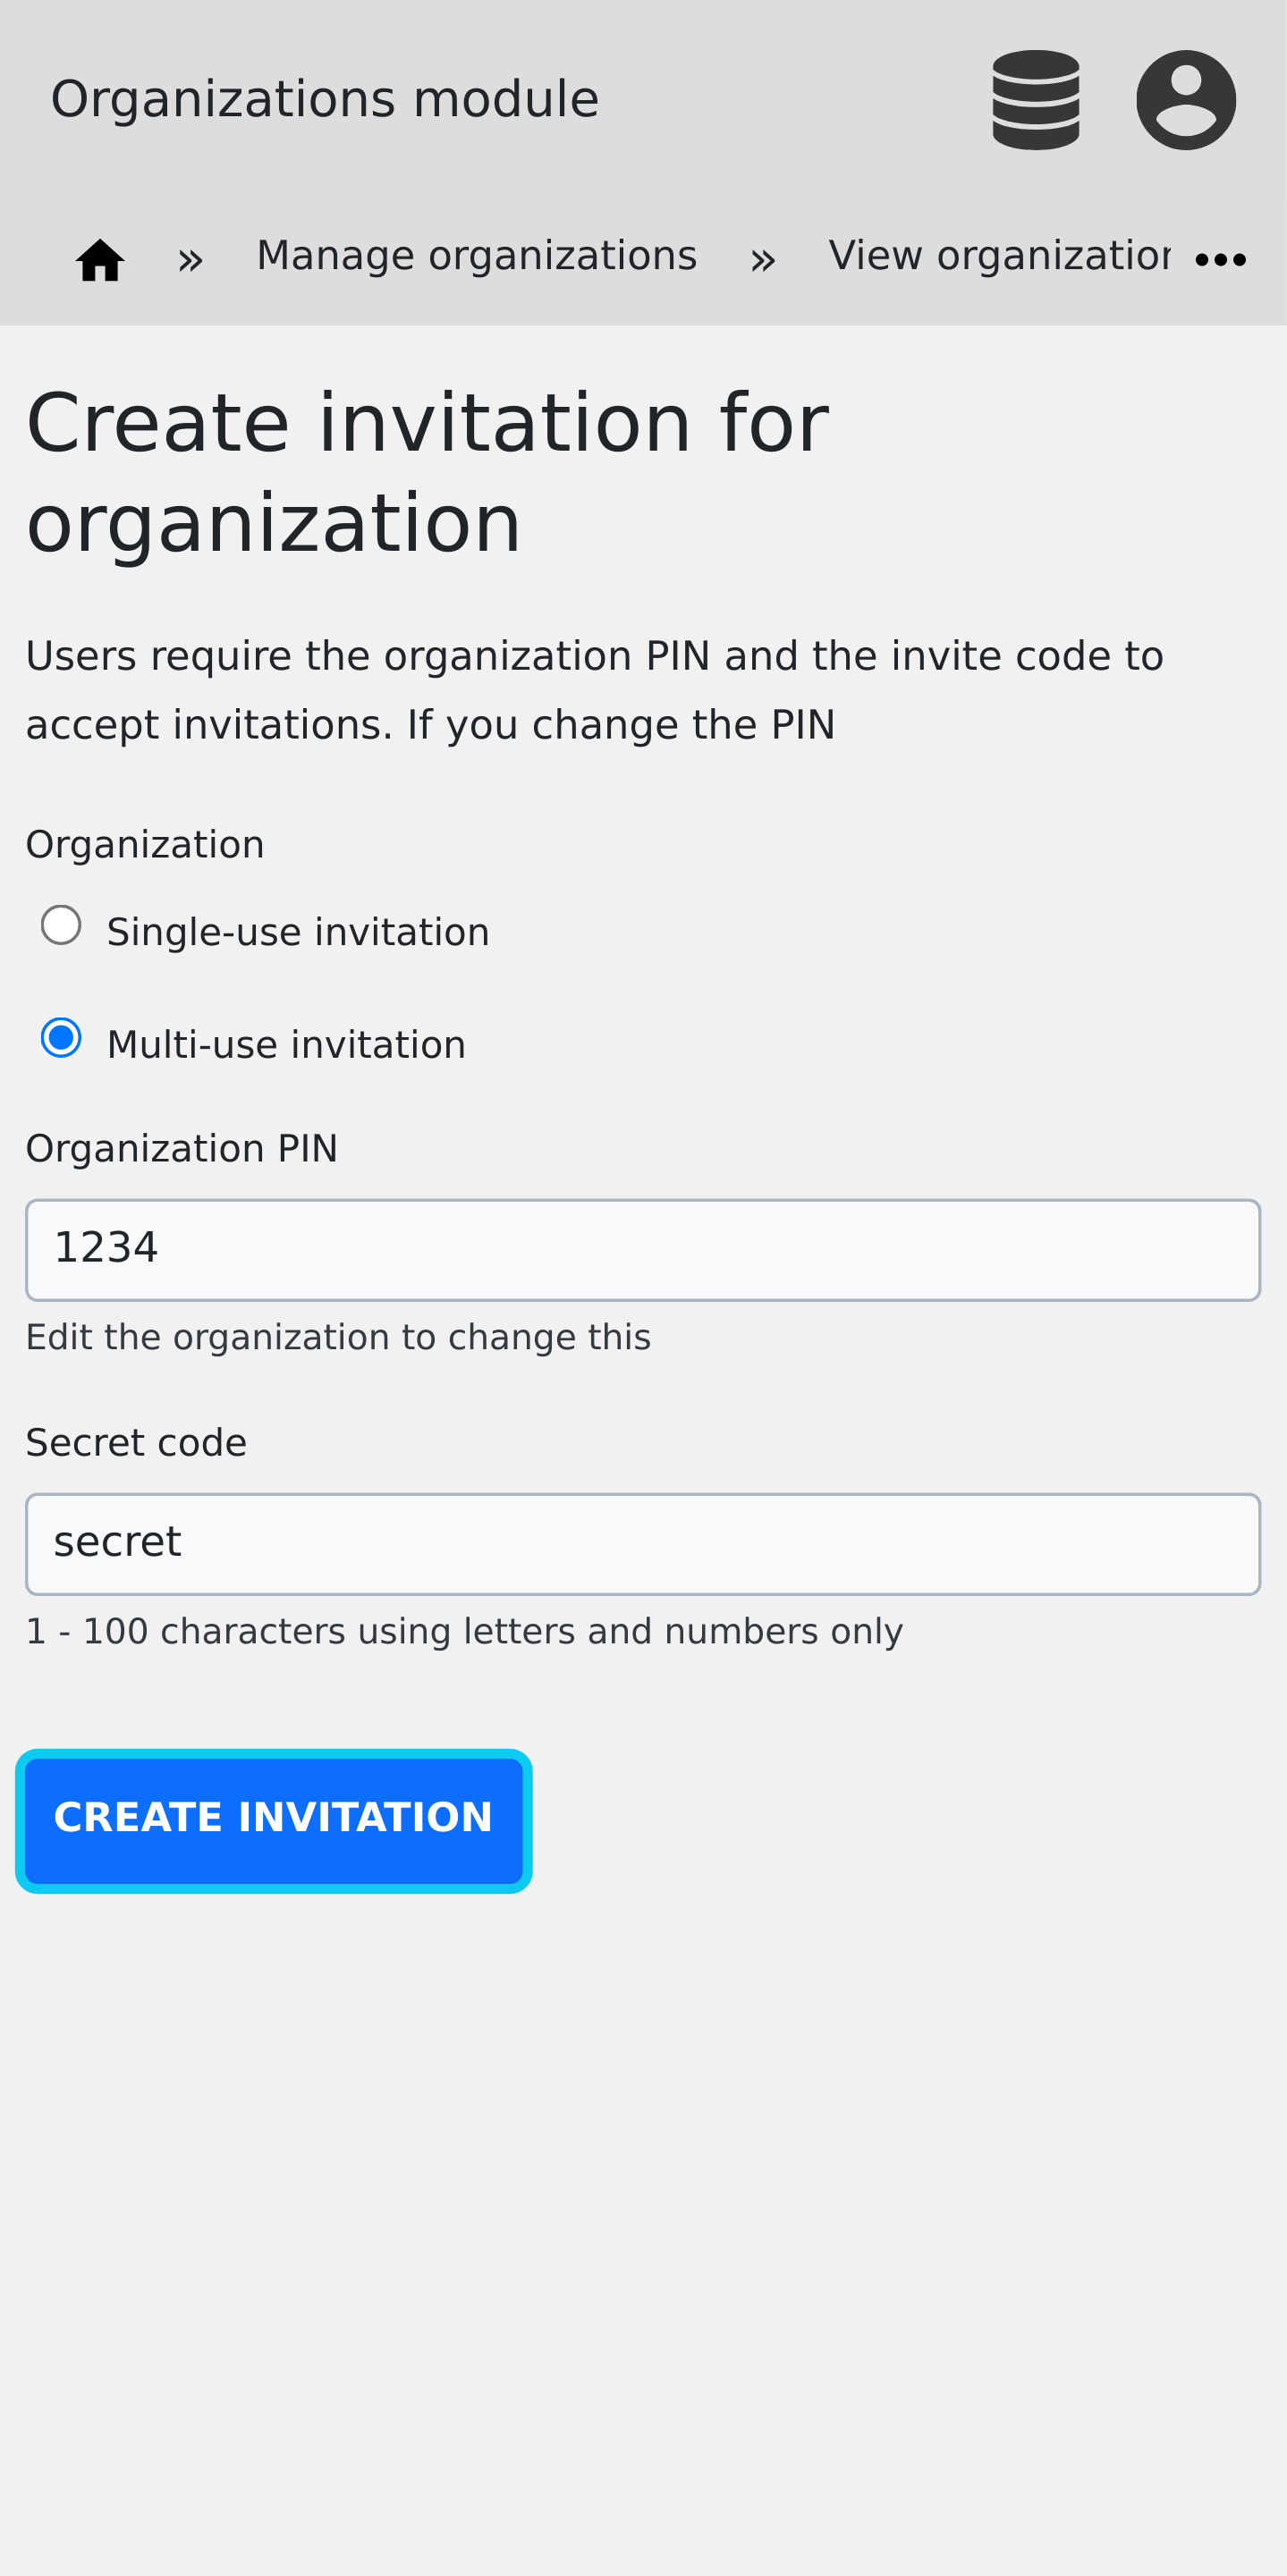 Organizations module
» Manage organizations » View organization •••
Create invitation for
organization
Users require the organization PIN and the invite code to
accept invitations. If you change the PIN
Organization
Single-use invitation
Multi-use invitation
Organization PIN
1234
Edit the organization to change this
Secret code
secret
1 - 100 characters using letters and numbers only
CREATE INVITATION